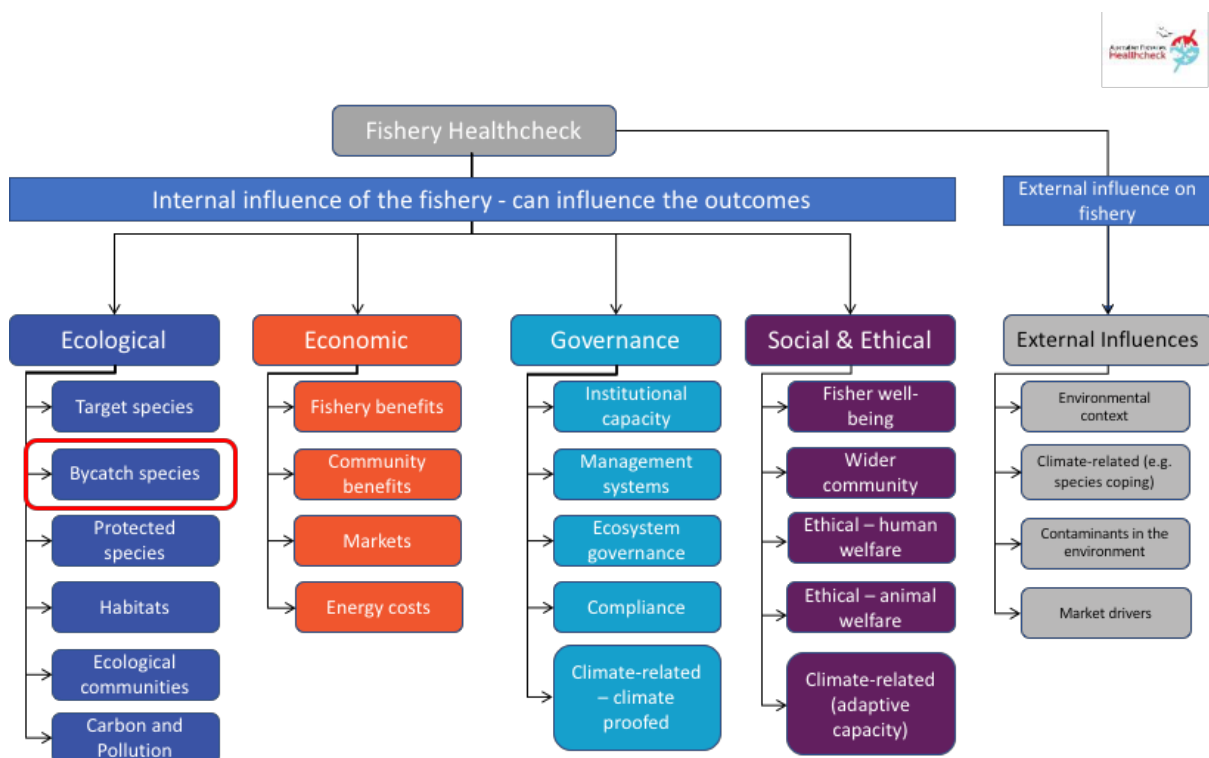 Australian Fisheries
Healthcheck
Fishery Healthcheck
Internal influence of the fishery - can influence the outcomes
External influence on
fishery
Ecological
Target species
Bycatch species
Protected
species
Habitats
Ecological
communities
Carbon and
Pollution
Economic
Fishery benefits
Community
benefits
Markets
Energy costs
Governance
Institutional
capacity
Management
systems
Ecosystem
governance
Compliance
Climate-related
– climate
proofed
Social & Ethical
Fisher well-
being
Wider
community
Ethical – human
welfare
Ethical – animal
welfare
Climate-related
(adaptive
capacity)
External Influences
Environmental
context
Climate-related (e.g.
species coping)
Contaminants in the
environment
Market drivers